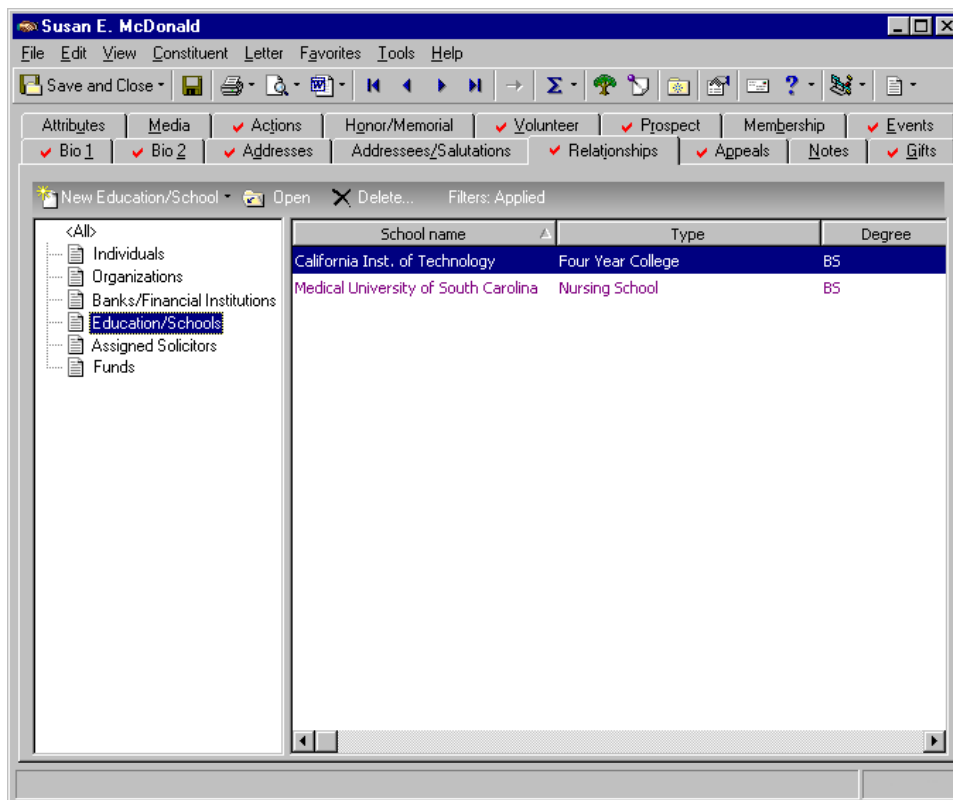 Susan E. McDonald
File Edit View Constituent Letter Favorites Tools Help
Save and Close
Attributes Media Actions Honor/Memorial Volunteer Prospect Membership Events
Bio 1 Bio 2 Addresses Addressees/Salutations Relationships Appeals Notes Gifts
New Education/School Open Delete... Filters: Applied
<All>
Individuals
Organizations
Banks/Financial Institutions
Education/Schools
Assigned Solicitors
Funds
School name Type Degree
California Inst. of Technology Four Year College BS
Medical University of South Carolina Nursing School BS